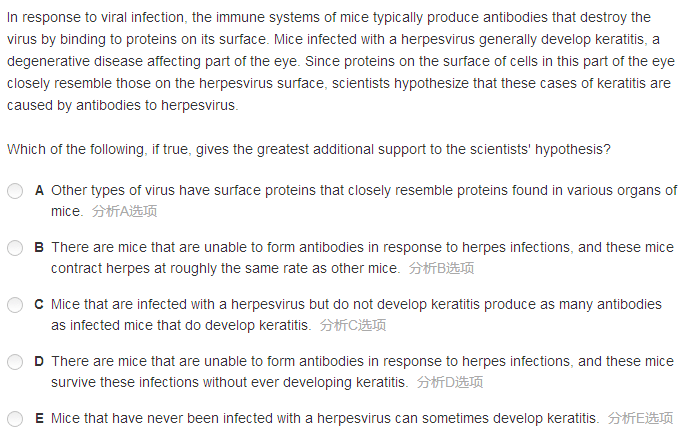 In response to viral infection, the immune systems of mice typically produce antibodies that destroy the
virus by binding to proteins on its surface. Mice infected with a herpesvirus generally develop keratitis, a
degenerative disease affecting part of the eye. Since proteins on the surface of cells in this part of the eye
closely resemble those on the herpesvirus surface, scientists hypothesize that these cases of keratitis are
caused by antibodies to herpesvirus.
Which of the following, if true, gives the greatest additional support to the scientists' hypothesis?
A Other types of virus have surface proteins that closely resemble proteins found in various organs of
mice. 分析A选项
B There are mice that are unable to form antibodies in response to herpes infections, and these mice
contract herpes at roughly the same rate as other mice. 分析B选项
C Mice that are infected with a herpesvirus but do not develop keratitis produce as many antibodies
as infected mice that do develop keratitis. 分析C选项
D There are mice that are unable to form antibodies in response to herpes infections, and these mice
survive these infections without ever developing keratitis. 分析D选项
E Mice that have never been infected with a herpesvirus can sometimes develop keratitis. 分析E选项